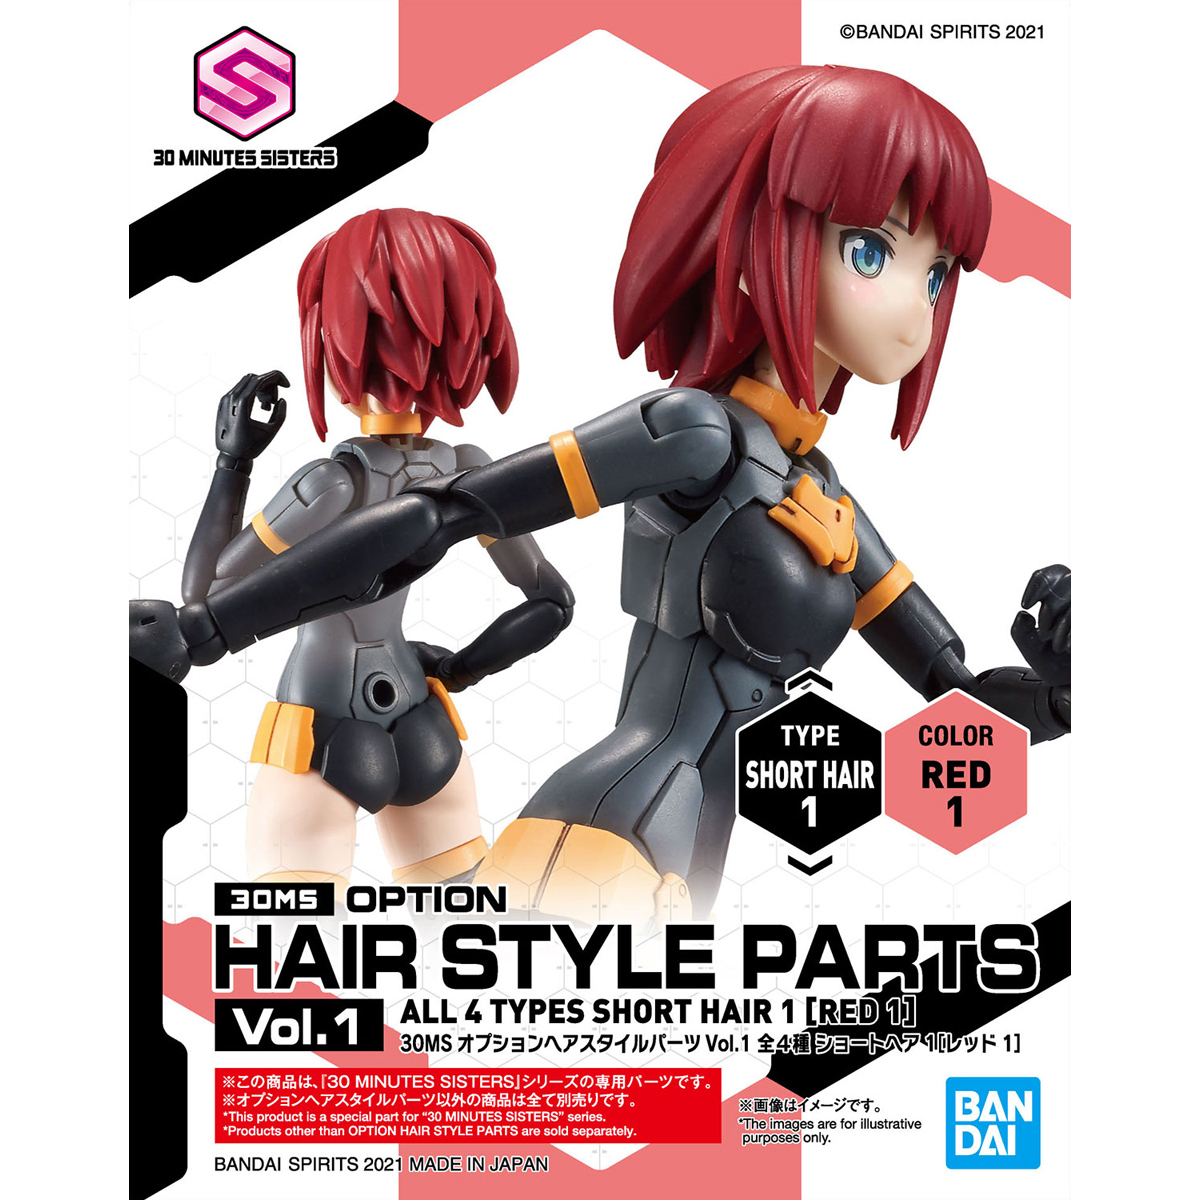 ©BANDAI SPIRITS 2021
30 MINUTES SISTERS
TYPE
SHORT HAIR
1
COLOR
RED
1
30MS OPTION
HAIR STYLE PARTS
Vol.1
ALL 4 TYPES SHORT HAIR 1 [RED 1]
30MS オプションヘアスタイルパーツ Vol.1 全4種 ショートヘア 1[レッド 1]
※この商品は、『30 MINUTES SISTERS』シリーズの専用パーツです。
※オプションヘアスタイルパーツ以外の商品は全て別売りです。
*This product is a special part for "30 MINUTES SISTERS" series.
*Products other than OPTION HAIR STYLE PARTS are sold separately.
※画像はイメージです。
*The images are for illustrative
purposes only.
BAN
DAI
BANDAI SPIRITS 2021 MADE IN JAPAN